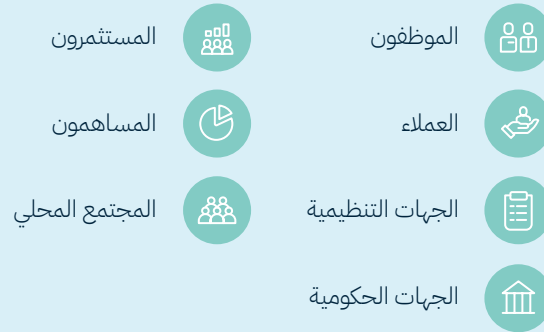 الموظفون
العملاء
الجهات التنظيمية
الجهات الحكومية
المستثمرون
المساهمون
المجتمع المحلي